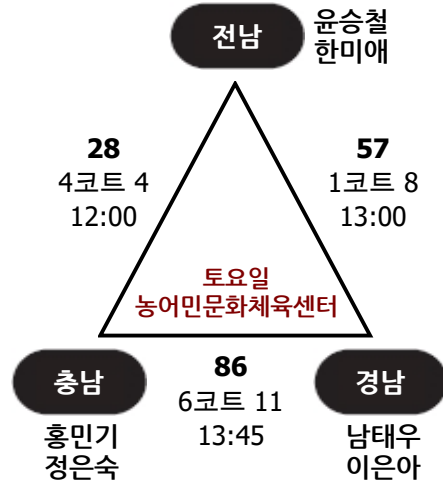 전남
윤승철
한미애
28
4코트 4
12:00
57
1코트 8
13:00
토요일
농어민문화체육센터
충남
홍민기
정은숙
86
6코트 11
13:45
경남
남태우
이은아